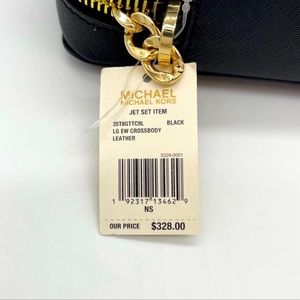 MICHAEL
MICHAEL KORS
JET SET ITEM
35T8GTTC9L BLACK
LG EW CROSSBODY
LEATHER
5228-0001
1 92317 13462 9
NS
OUR PRICE $328.00